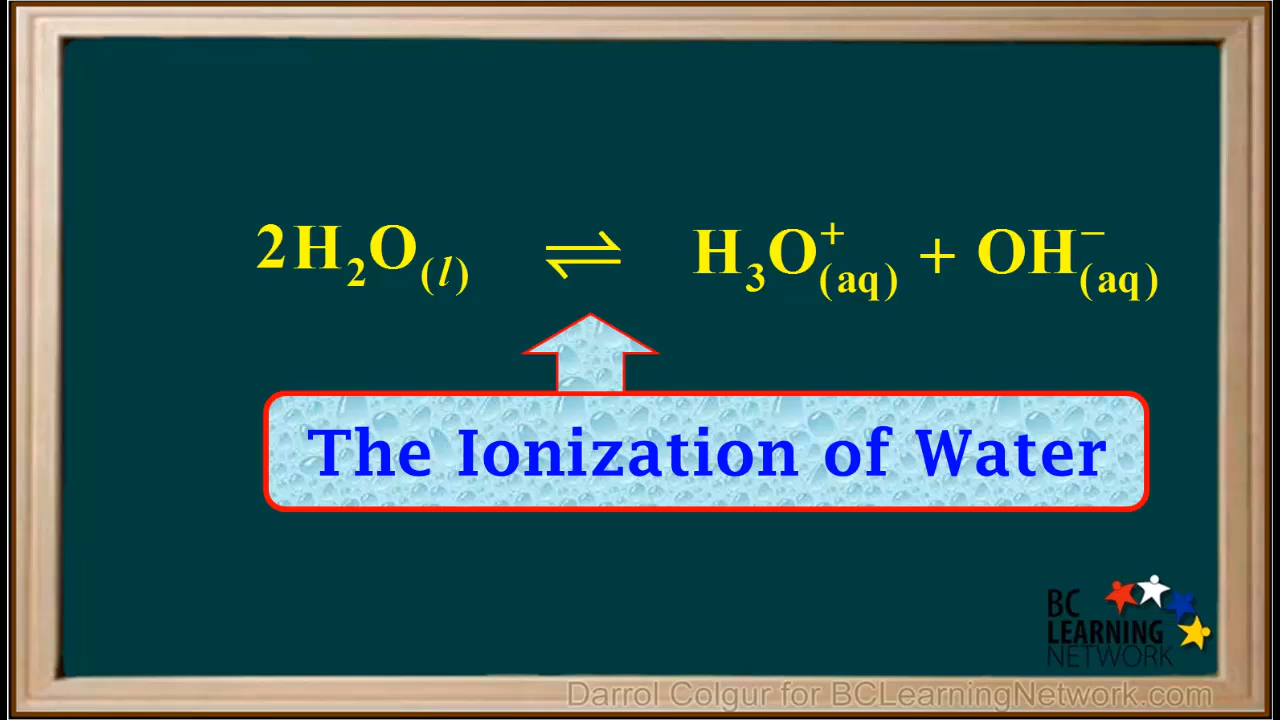 2H₂O(l) ⇌ H₃O⁺(aq) + OH⁻(aq)
The Ionization of Water
BC
LEARNING
NETWORK
Darrol Colgur for BCLearningNetwork.com